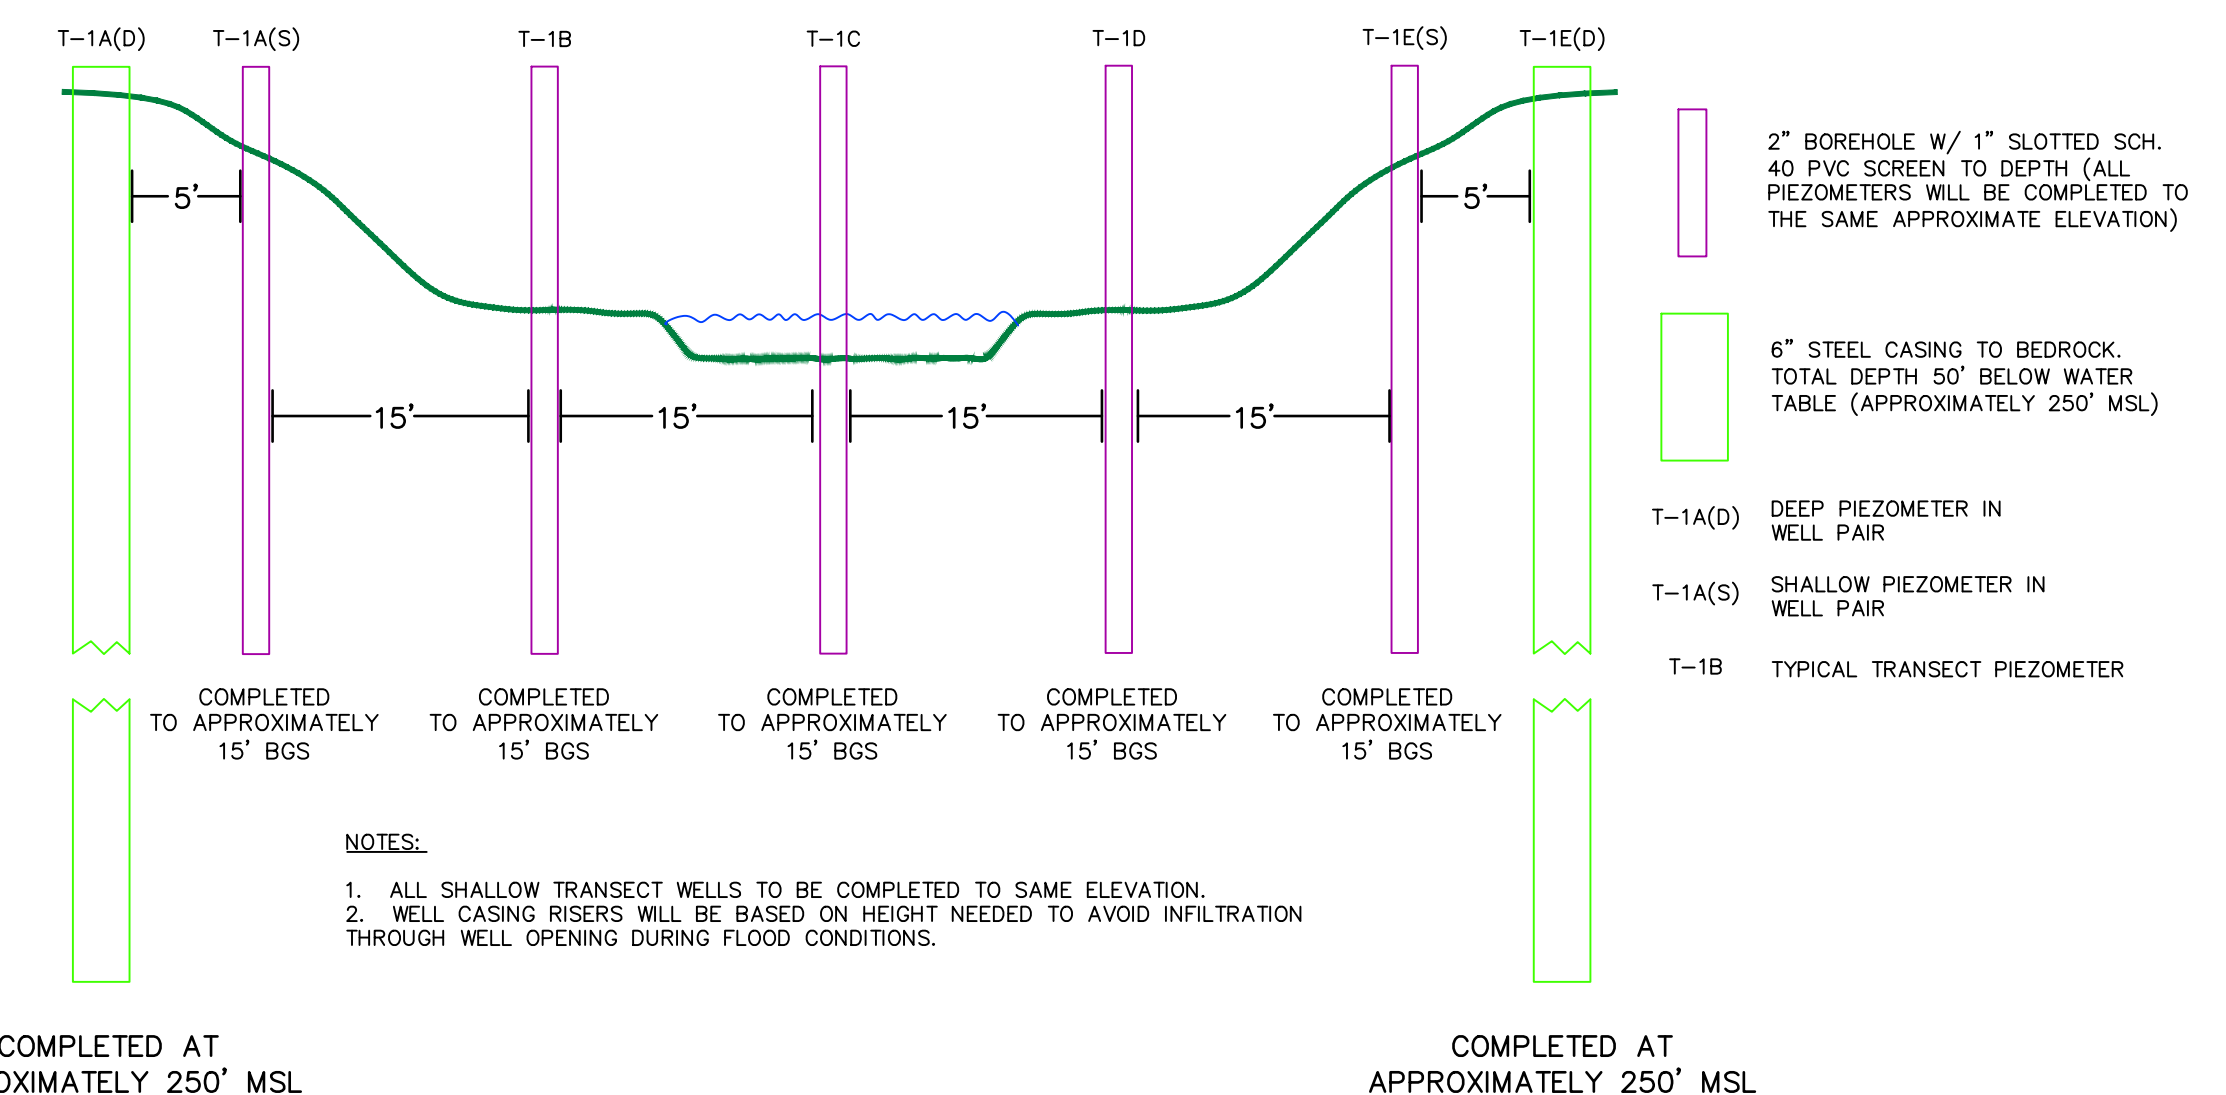 T-1A(D) T-1A(S) T-1B T-1C T-1D T-1E(S) T-1E(D)
5' 5'
15' 15' 15' 15'
2" BOREHOLE W/ 1" SLOTTED SCH.
40 PVC SCREEN TO DEPTH (ALL
PIEZOMETERS WILL BE COMPLETED TO
THE SAME APPROXIMATE ELEVATION)
6" STEEL CASING TO BEDROCK.
TOTAL DEPTH 50' BELOW WATER
TABLE (APPROXIMATELY 250' MSL)
T-1A(D) DEEP PIEZOMETER IN
WELL PAIR
T-1A(S) SHALLOW PIEZOMETER IN
WELL PAIR
T-1B TYPICAL TRANSECT PIEZOMETER
COMPLETED
TO APPROXIMATELY
15' BGS
COMPLETED
TO APPROXIMATELY
15' BGS
COMPLETED
TO APPROXIMATELY
15' BGS
COMPLETED
TO APPROXIMATELY
15' BGS
COMPLETED
TO APPROXIMATELY
15' BGS
NOTES:
1. ALL SHALLOW TRANSECT WELLS TO BE COMPLETED TO SAME ELEVATION.
2. WELL CASING RISERS WILL BE BASED ON HEIGHT NEEDED TO AVOID INFILTRATION
THROUGH WELL OPENING DURING FLOOD CONDITIONS.
COMPLETED AT
OXIMATELY 250' MSL
COMPLETED AT
APPROXIMATELY 250' MSL